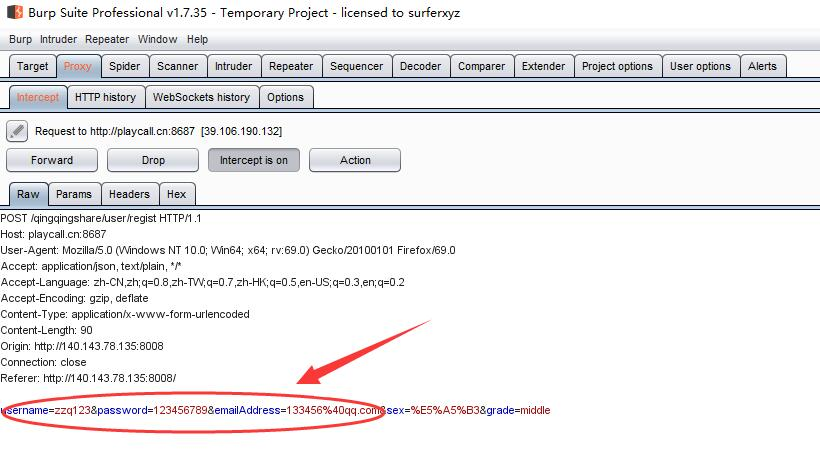 Burp Suite Professional v1.7.35 - Temporary Project - licensed to surferxyz
Burp Intruder Repeater Window Help
Target Proxy Spider Scanner Intruder Repeater Sequencer Decoder Comparer Extender Project options User options Alerts
Intercept HTTP history WebSockets history Options
Request to http://playcall.cn:8687 [39.106.190.132]
Forward Drop Intercept is on Action
Raw Params Headers Hex
POST /qingqingshare/user/regist HTTP/1.1
Host: playcall.cn:8687
User-Agent: Mozilla/5.0 (Windows NT 10.0; Win64; x64; rv:69.0) Gecko/20100101 Firefox/69.0
Accept: application/json, text/plain, */*
Accept-Language: zh-CN,zh;q=0.8,zh-TW;q=0.7,zh-HK;q=0.5,en-US;q=0.3,en;q=0.2
Accept-Encoding: gzip, deflate
Content-Type: application/x-www-form-urlencoded
Content-Length: 90
Origin: http://140.143.78.135:8008
Connection: close
Referer: http://140.143.78.135:8008/
username=zzq123&password=123456789&emailAddress=133456%40qq.com&sex=%E5%A5%B3&grade=middle